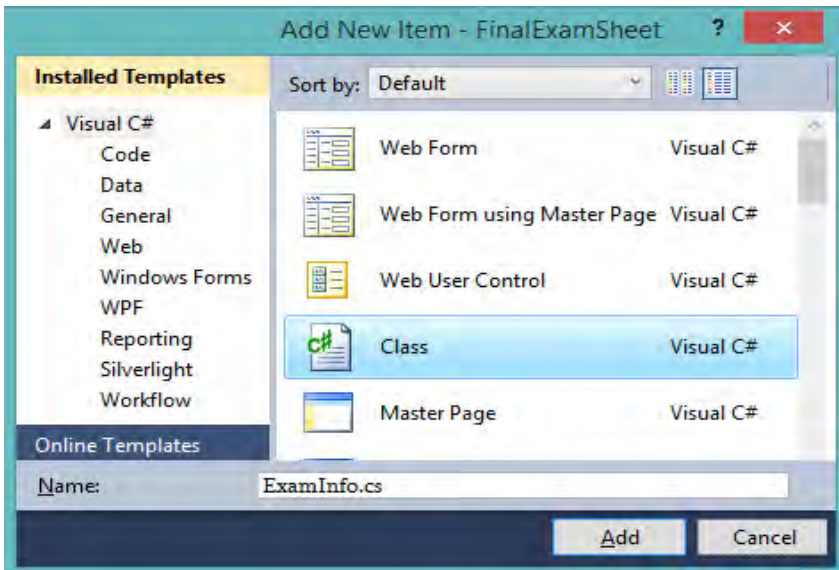 Add New Item - FinalExamSheet ?
Installed Templates
Sort by: Default
Visual C#
Code
Data
General
Web
Windows Forms
WPF
Reporting
Silverlight
Workflow
Online Templates
Web Form Visual C#
Web Form using Master Page Visual C#
Web User Control Visual C#
C# Class Visual C#
Master Page Visual C#
Name: ExamInfo.cs
Add Cancel